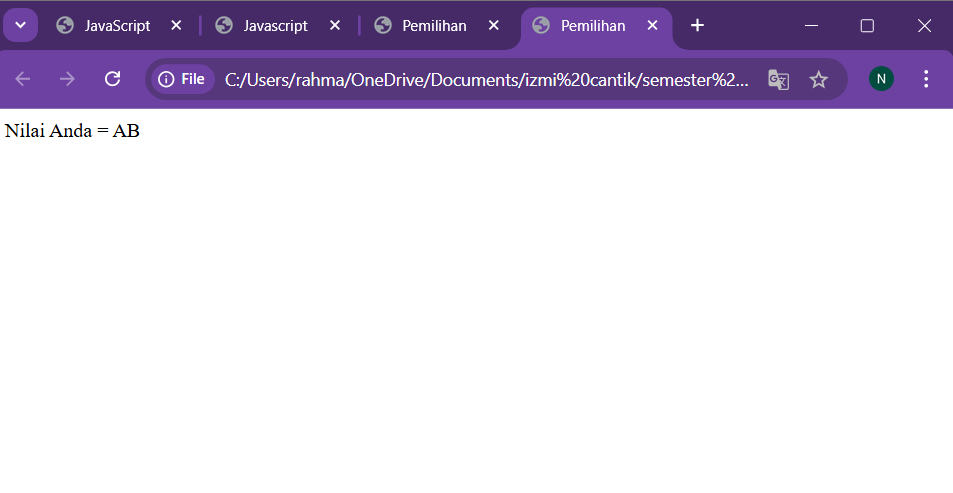 JavaScript Javascript Pemilihan Pemilihan
File C:/Users/rahma/OneDrive/Documents/izmi%20cantik/semester%2... N
Nilai Anda = AB